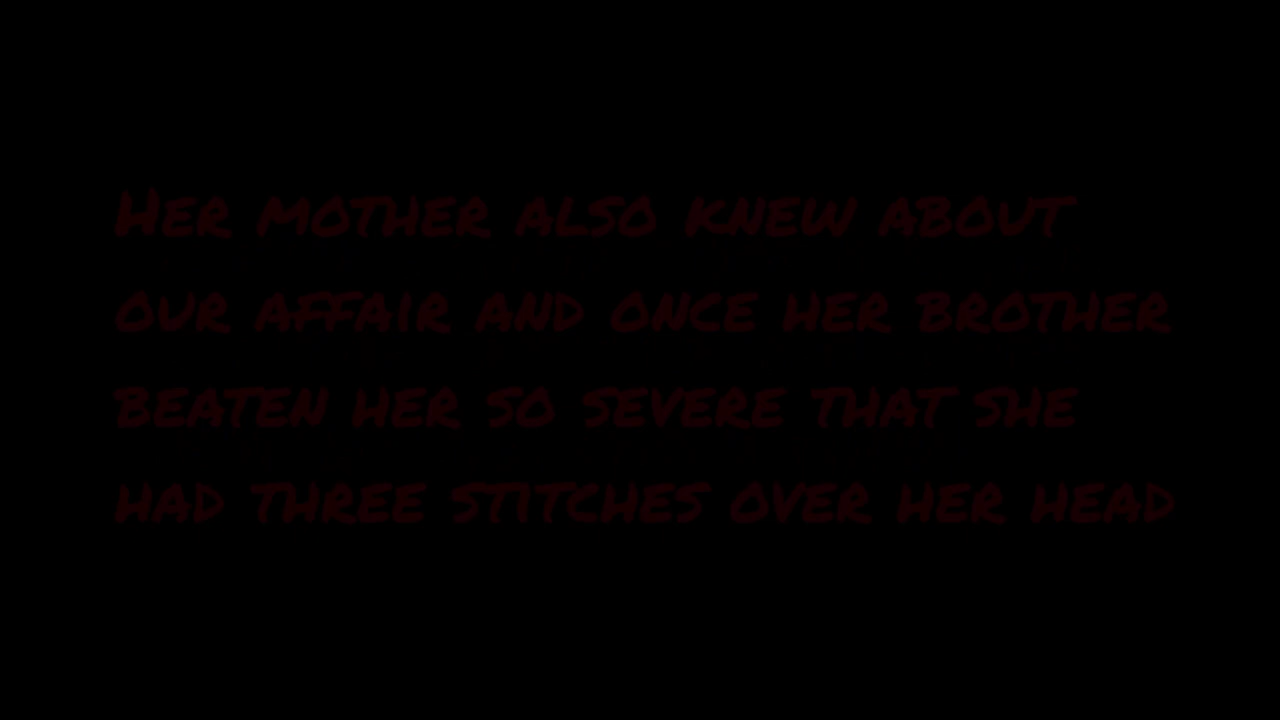 Her mother also knew about
our affair and once her brother
beaten her so severe that she
had three stitches over her head